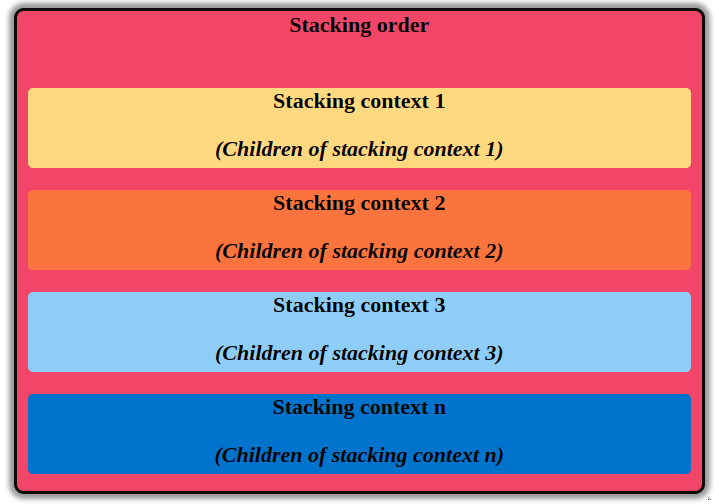 Stacking order
Stacking context 1
(Children of stacking context 1)
Stacking context 2
(Children of stacking context 2)
Stacking context 3
(Children of stacking context 3)
Stacking context n
(Children of stacking context n)